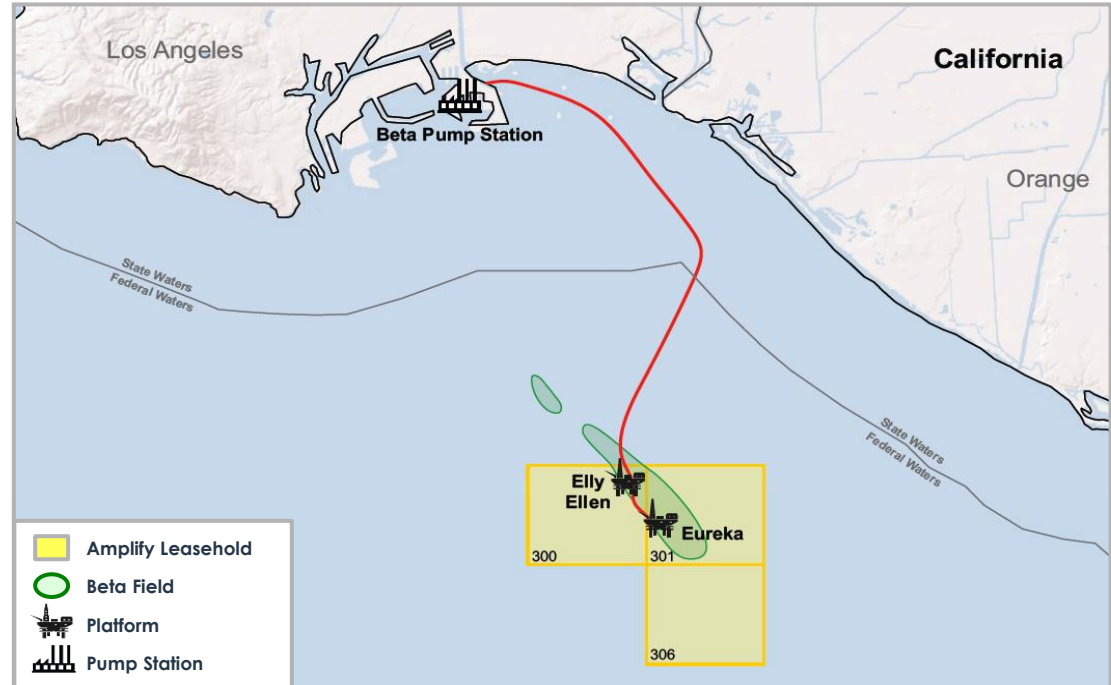 Los Angeles
California
Beta Pump Station
Orange
State Waters
Federal Waters
State Waters
Federal Waters
Elly
Ellen
Eureka
300
301
306
Amplify Leasehold
Beta Field
Platform
Pump Station